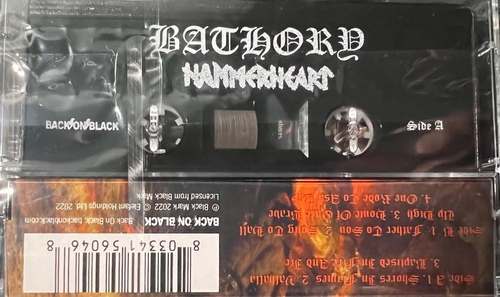 BATHORY
HAMMERHEART
BACK ON BLACK
Side A
Side A 1. Shores In Flames 2. Valhalla
3. Baptised In Fire And Ice
Side B 1. Father To Son 2. Song To Hall
Up High 3. Home Of Once Brave
4. One Rode To
8 03341 56046 8
BACK ON BLACK
Back On Black, backonblack.com
℗ Black Mark 2022 © Elefant Holdings Ltd 2022
Licensed from Black Mark